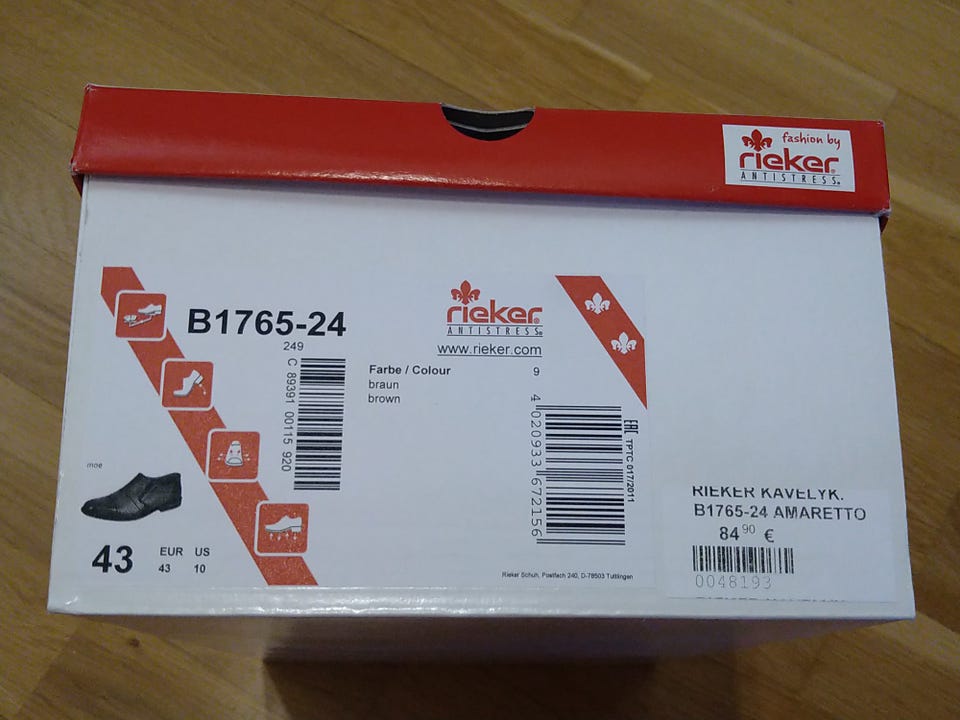 fashion by
rieker
ANTISTRESS
B1765-24
249
C 89391 00115 920
rieker
ANTISTRESS
www.rieker.com
Farbe / Colour
braun
brown
9
4 020933 672156
EAC TPTC 017/2011
moe
43
EUR US
43 10
Rieker Schuh, Postfach 240, D-78503 Tuttlingen
RIEKER KAVELYK.
B1765-24 AMARETTO
84 90 €
0048193